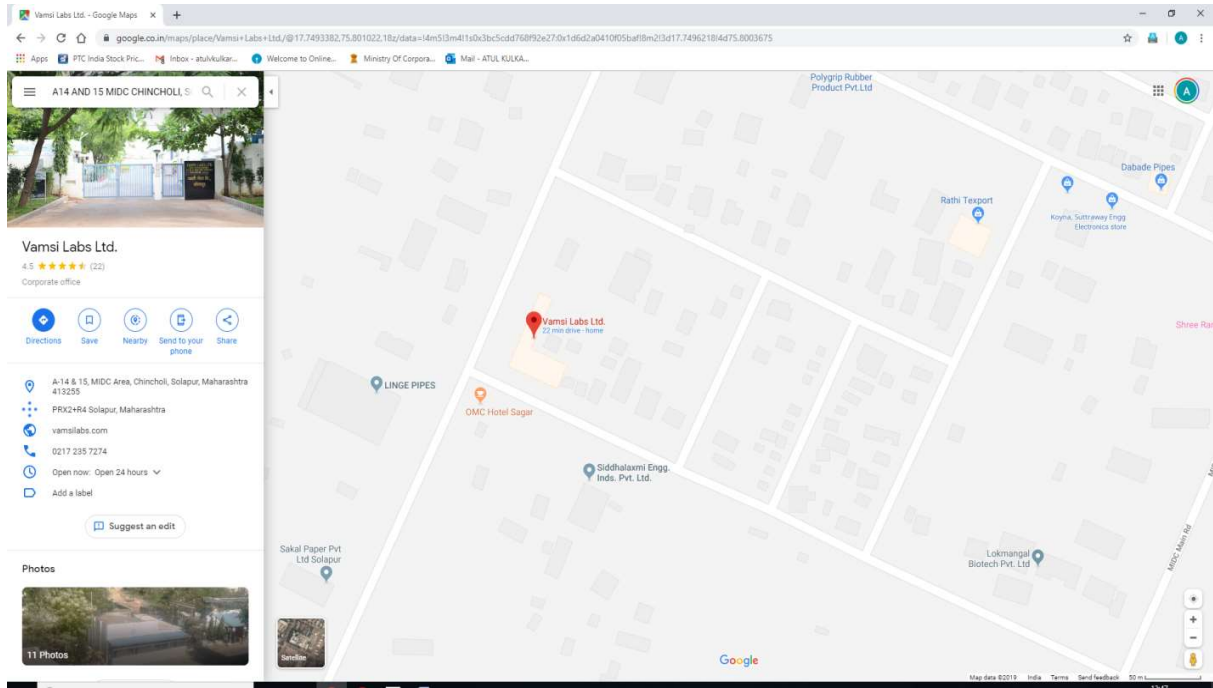 Vamsi Labs Ltd. - Google Maps
google.co.in/maps/place/Vamsi+Labs+Ltd./@17.7493382,75.801022,18z/data=!4m5!3m4!1s0x3bc5cdd768f92e27:0x1d6d2a0410f05baf!8m2!3d17.7496218!4d75.8003675
Apps PTC India Stock Pric... Inbox - atulvkulkar... Welcome to Online... Ministry Of Corpora... Mail - ATUL KULKA...
A14 AND 15 MIDC CHINCHOLI, S
A
Vamsi Labs Ltd.
4.5 (22)
Corporate office
Directions Save Nearby Send to your phone Share
A-14 & 15, MIDC Area, Chincholi, Solapur, Maharashtra
413255
PRX2+R4 Solapur, Maharashtra
vamsilabs.com
0217 235 7274
Open now: Open 24 hours
Add a label
Suggest an edit
Photos
11 Photos
Polygrip Rubber
Product Pvt.Ltd
Dabade Pipes
Rathi Texport
Koyna, Suttraway Engg
Electronics store
Vamsi Labs Ltd.
22 min drive - home
Shree Ra
LINGE PIPES
OMC Hotel Sagar
Siddhalaxmi Engg.
Inds. Pvt. Ltd.
Sakal Paper Pvt
Ltd Solapur
Lokmangal
Biotech Pvt. Ltd
MIDC Main Rd
Satellite
Google
Map data ©2019 India Terms Send feedback 50 m